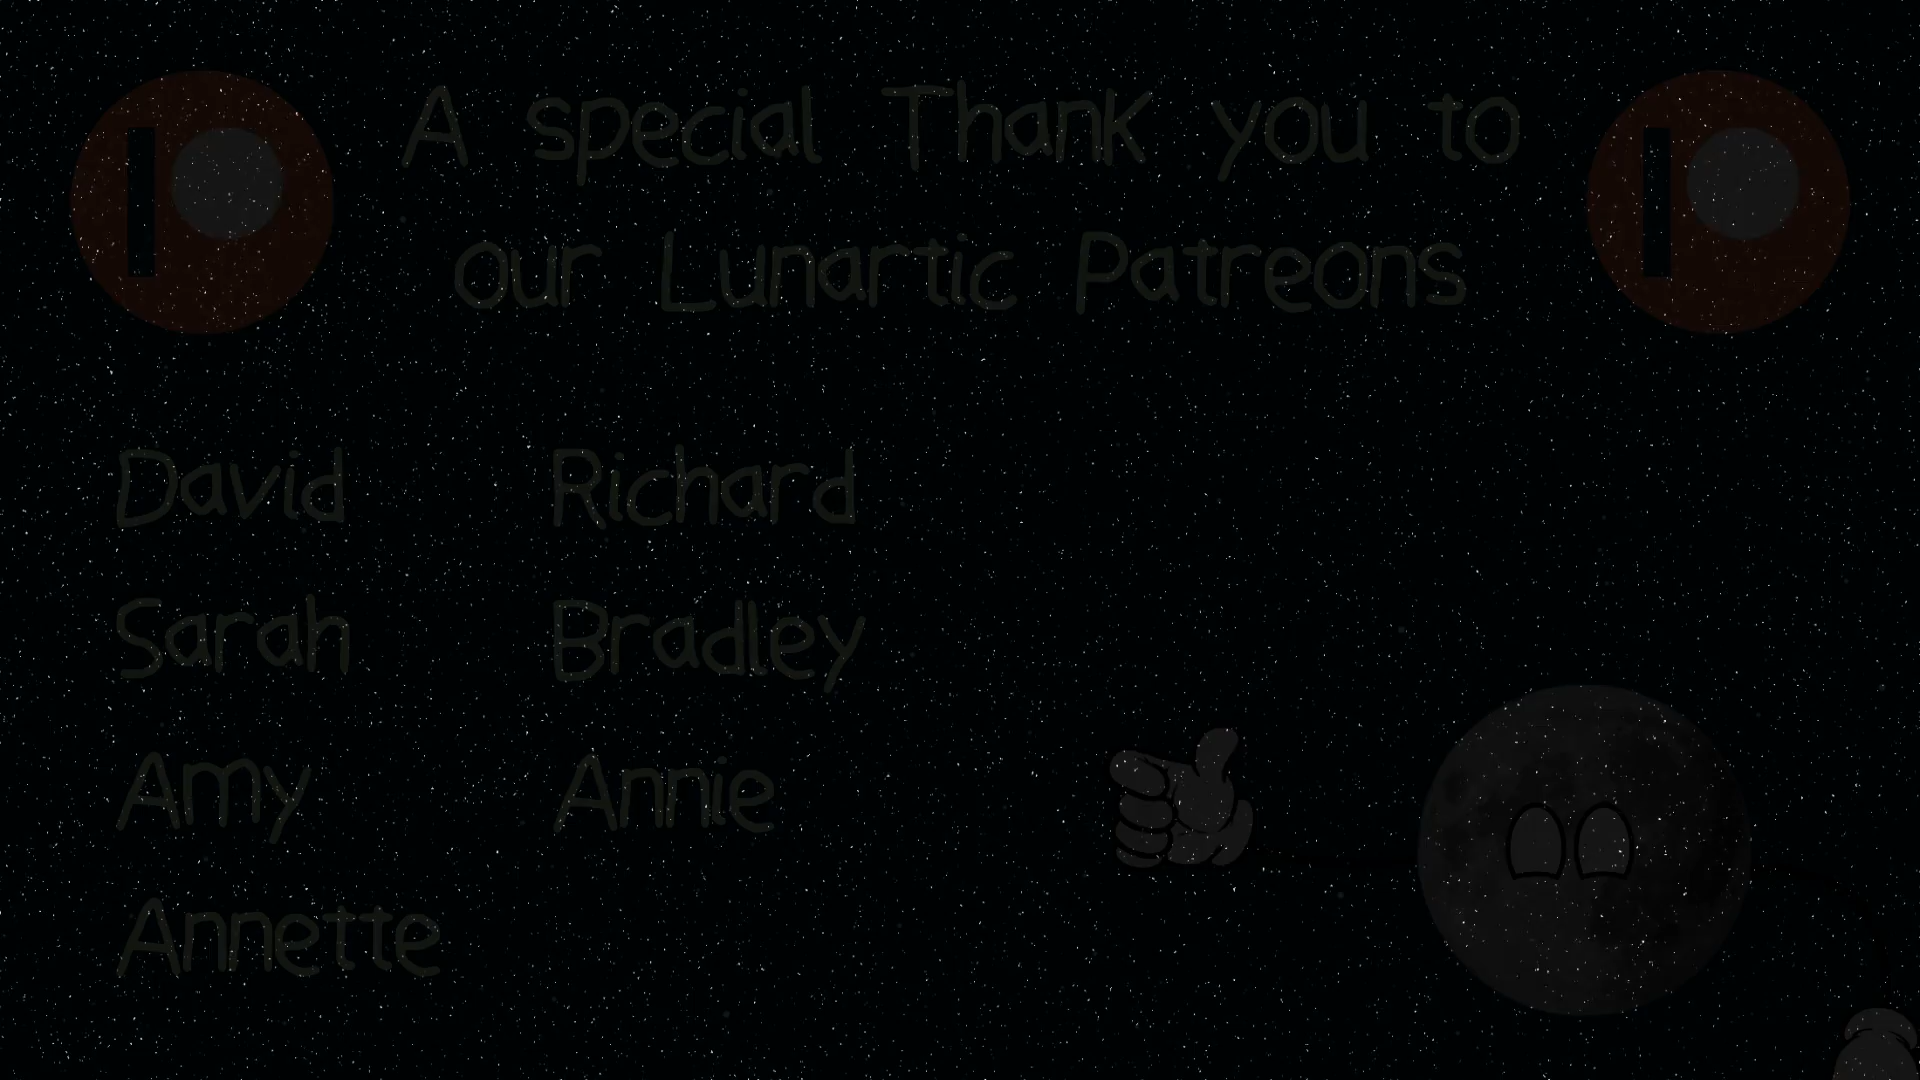 A special Thank you to
our Lunartic Patreons
David
Richard
Sarah
Bradley
Amy
Annie
Annette